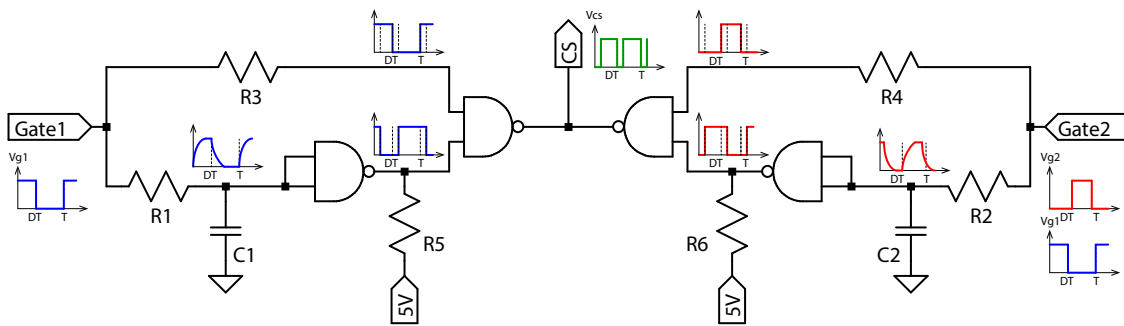 Vcs
CS
DT T
DT T
DT T
R3
R4
Gate1
Gate2
Vg1
DT T
DT T
DT T
DT T
DT T
Vg2
DT T
R1
R2
Vg1
DT T
C1
R5
R6
C2
5V
5V